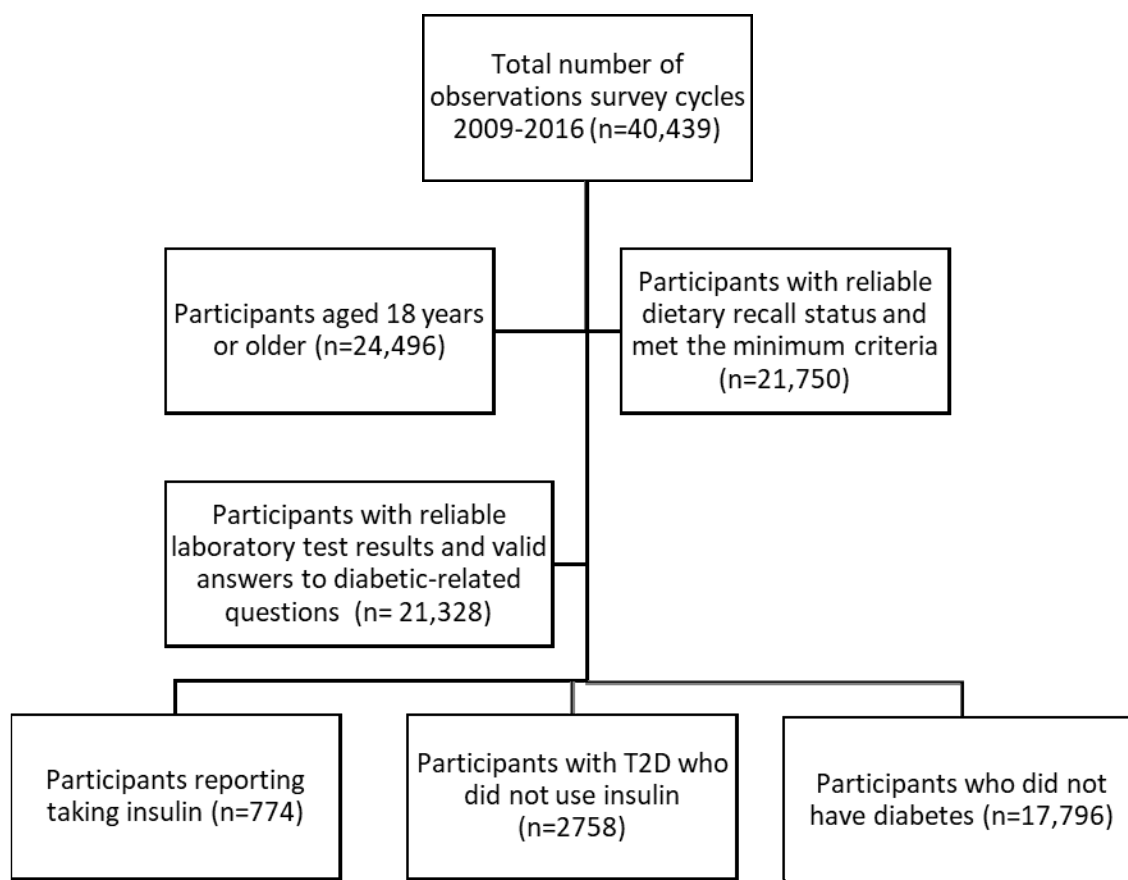 Total number of
observations survey cycles
2009-2016 (n=40,439)
Participants aged 18 years
or older (n=24,496)
Participants with reliable
dietary recall status and
met the minimum criteria
(n=21,750)
Participants with reliable
laboratory test results and valid
answers to diabetic-related
questions (n= 21,328)
Participants reporting
taking insulin (n=774)
Participants with T2D who
did not use insulin
(n=2758)
Participants who did not
have diabetes (n=17,796)